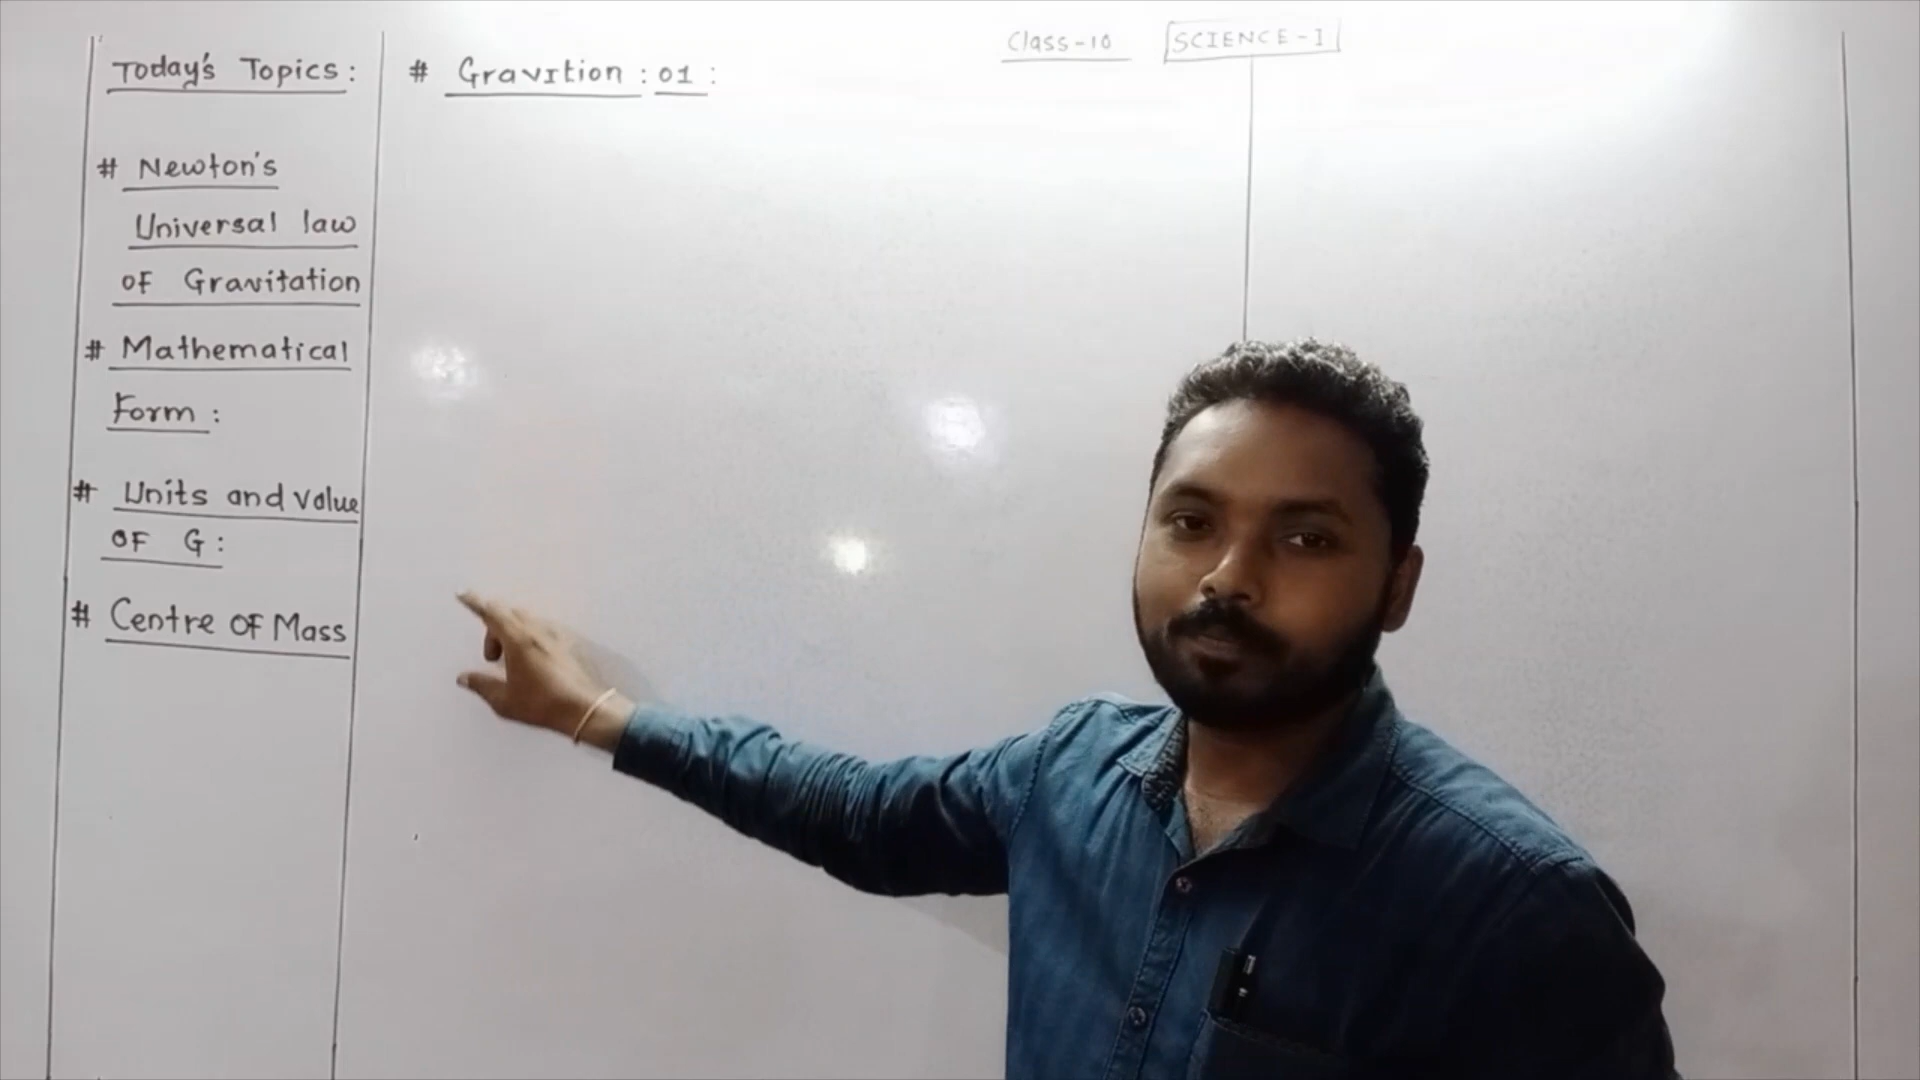 Today's Topics:
# Newton's
Universal law
of Gravitation
# Mathematical
Form:
# Units and value
of G:
# Centre of Mass
# Gravition : 01 :
Class-10
SCIENCE-I